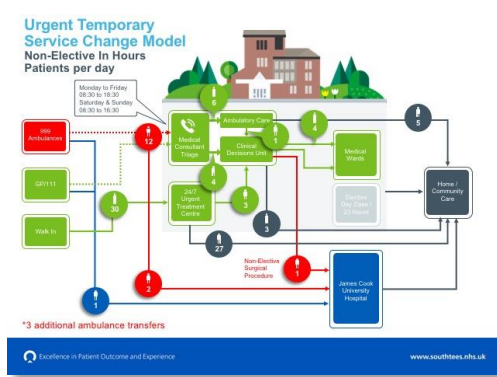 Urgent Temporary
Service Change Model
Non-Elective In Hours
Patients per day
Monday to Friday
08:30 to 18:30
Saturday & Sunday
08:30 to 16:30
6
Ambulatory Care
5
999
Ambulances
12
Medical
Consultant
Triage
1
4
Clinical
Decisions Unit
Medical
Wards
GP/111
4
24/7
Urgent
Treatment
Centre
3
Elective
Day Case /
23 hours
Home /
Community
Care
30
Walk In
3
27
Non-Elective
Surgical
Procedure
1
2
1
James Cook
University
Hospital
*3 additional ambulance transfers
Excellence in Patient Outcome and Experience
www.southtees.nhs.uk